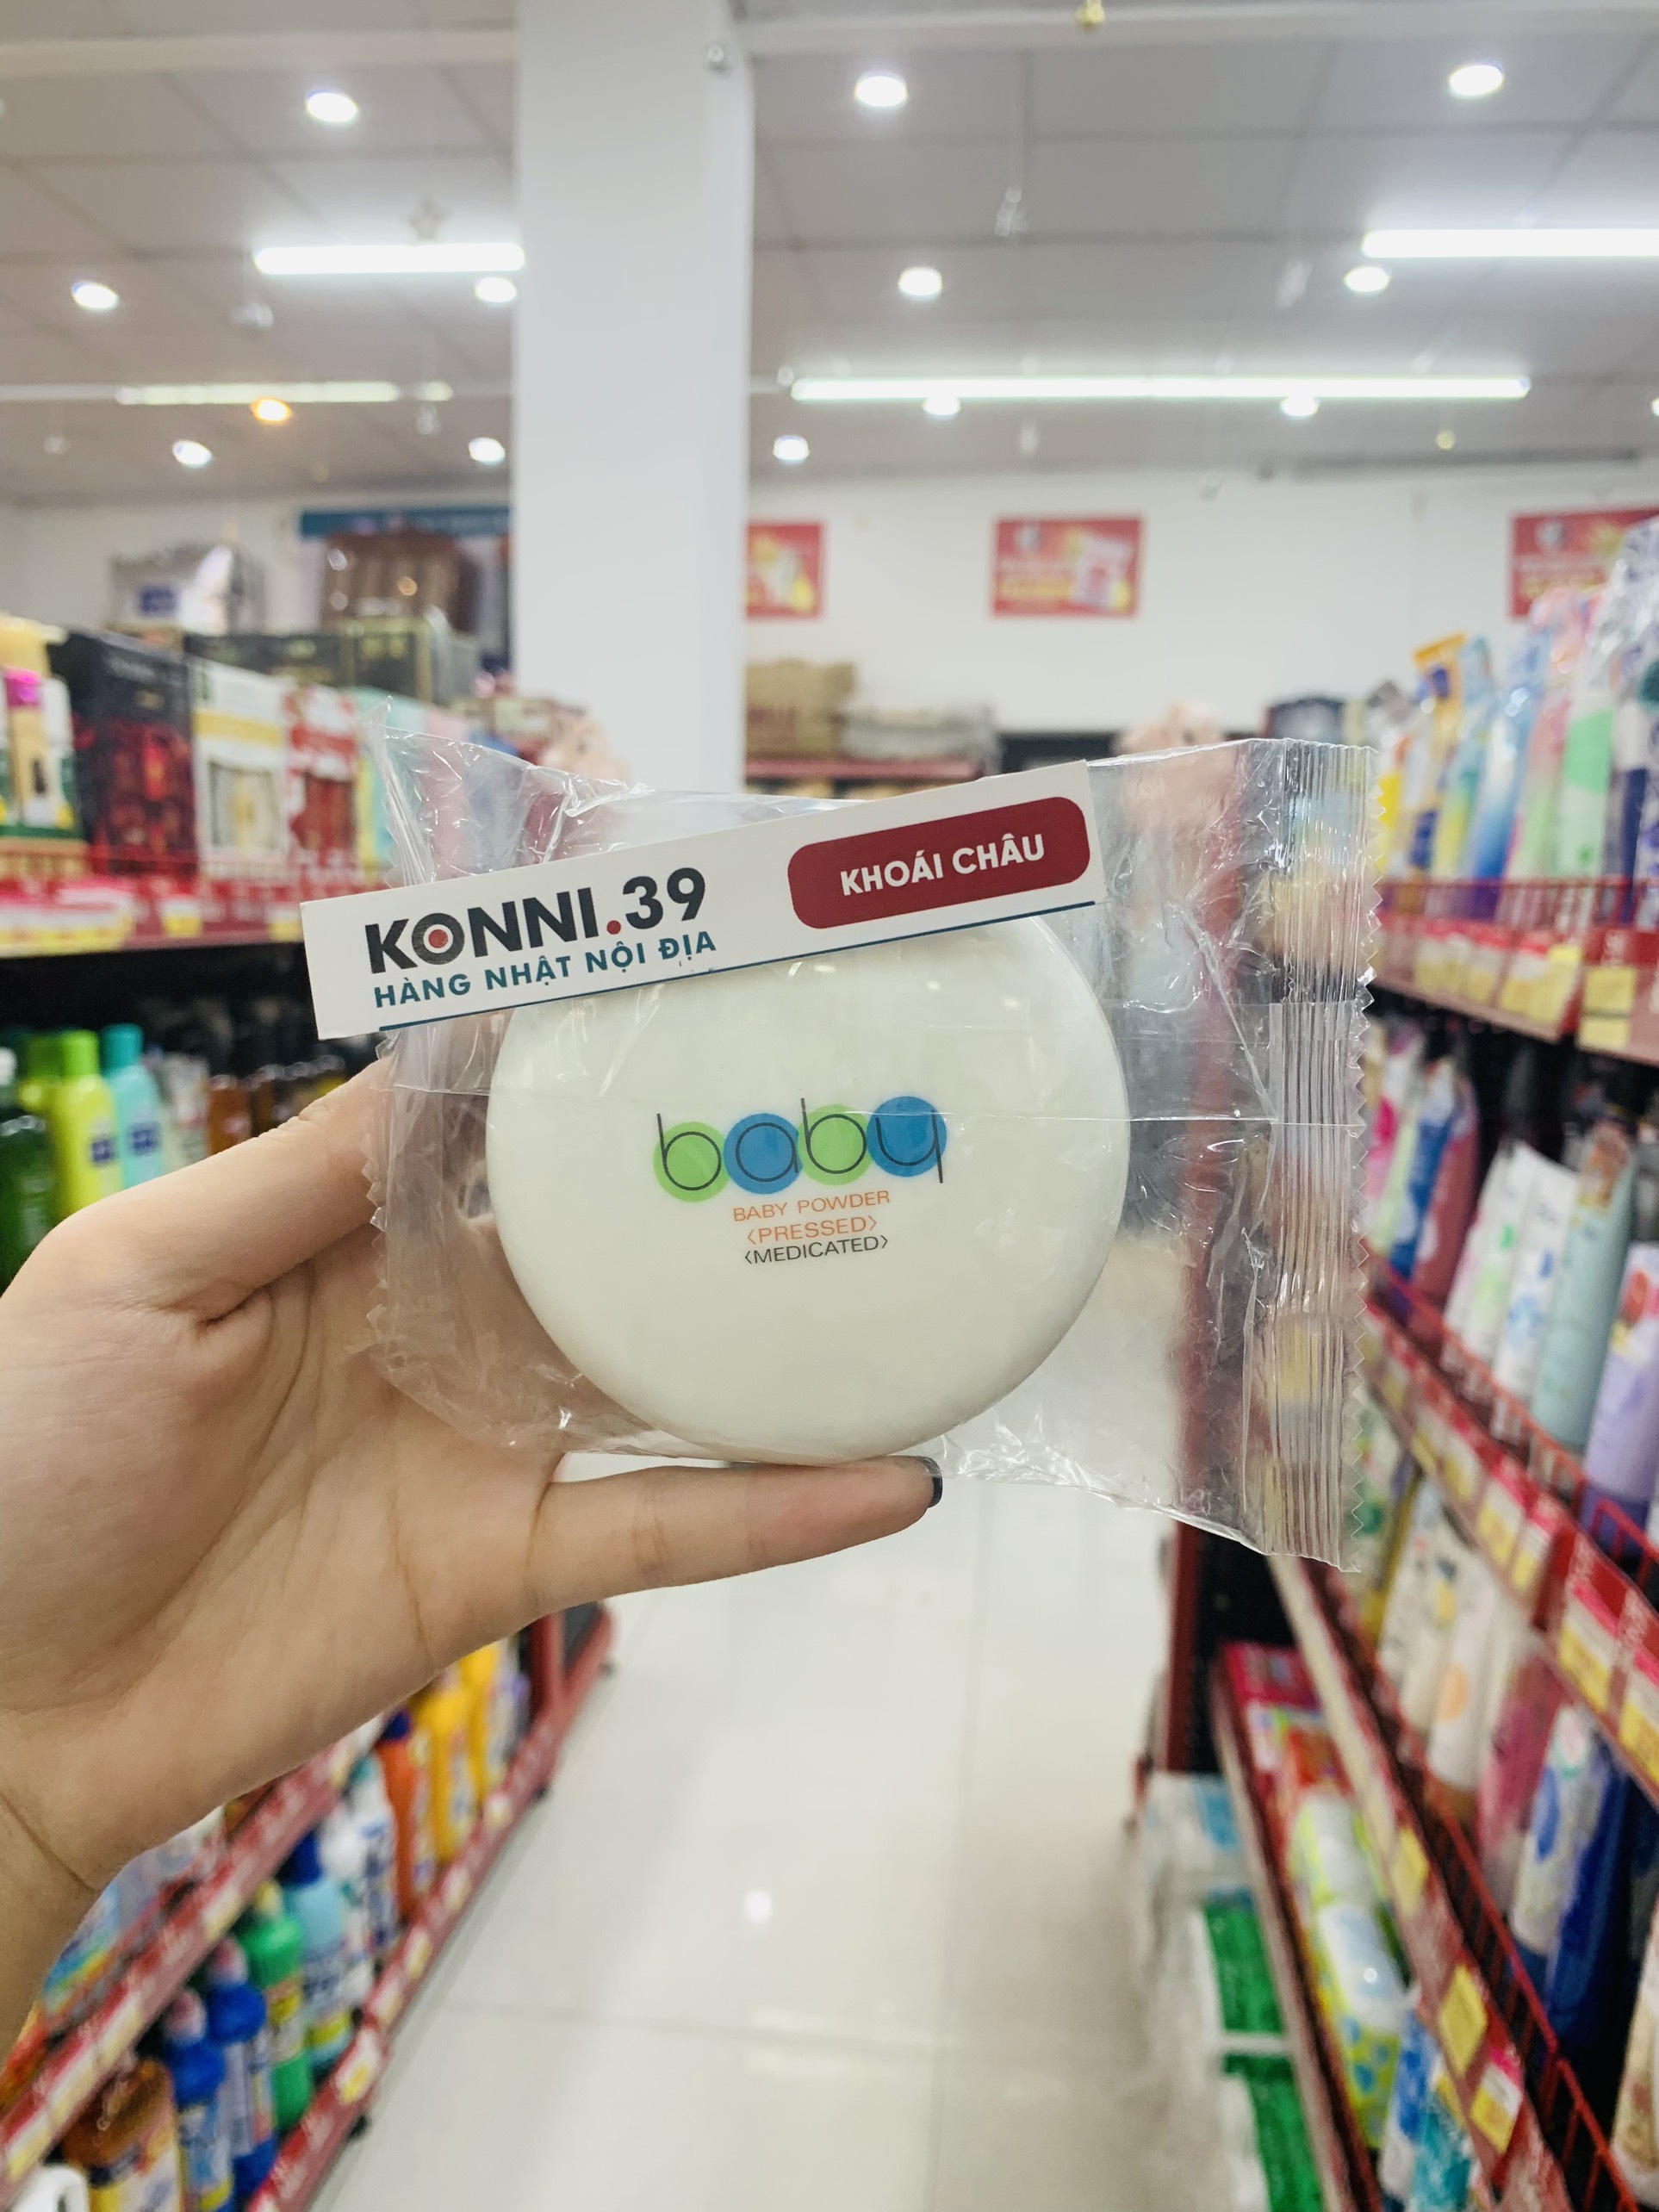 KONNI.39
HÀNG NHẬT NỘI ĐỊA
KHOÁI CHÂU
baby
BABY POWDER
〈PRESSED〉
〈MEDICATED〉